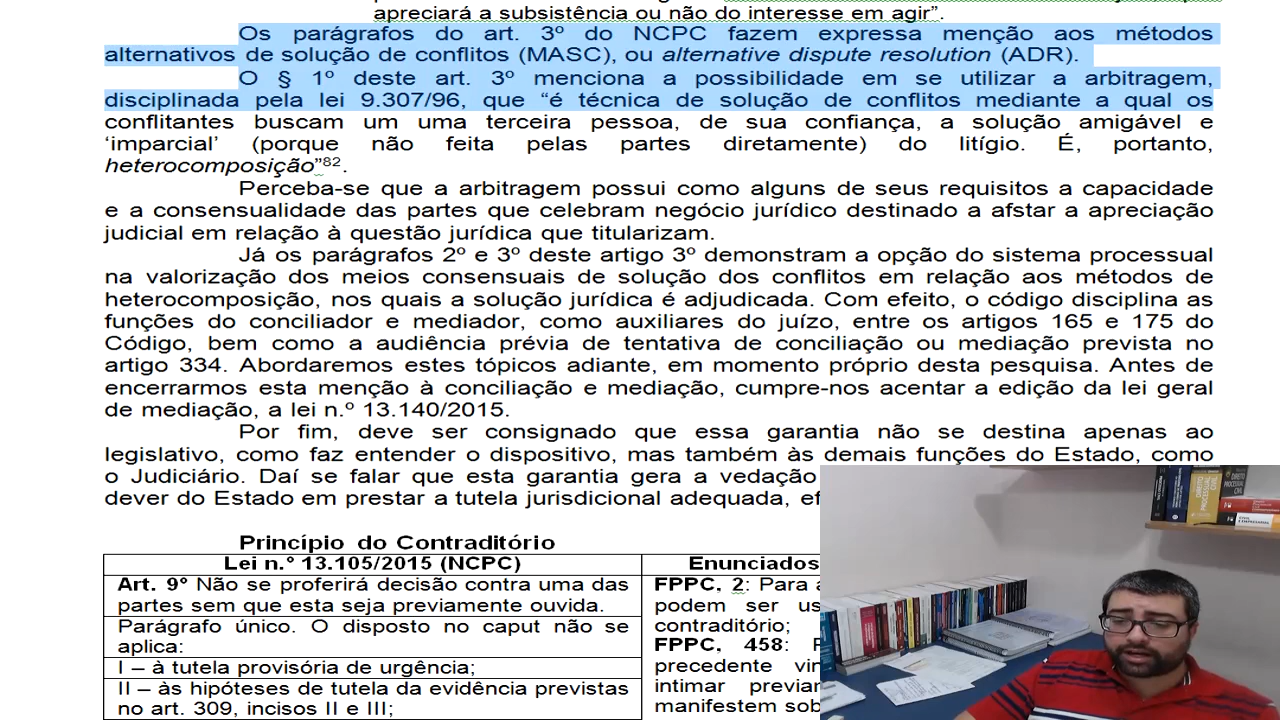 apreciará a subsistência ou não do interesse em agir”.
Os parágrafos do art. 3º do NCPC fazem expressa menção aos métodos
alternativos de solução de conflitos (MASC), ou alternative dispute resolution (ADR).
O § 1º deste art. 3º menciona a possibilidade em se utilizar a arbitragem,
disciplinada pela lei 9.307/96, que “é técnica de solução de conflitos mediante a qual os
conflitantes buscam um uma terceira pessoa, de sua confiança, a solução amigável e
‘imparcial’ (porque não feita pelas partes diretamente) do litígio. É, portanto,
heterocomposição”82.
Perceba-se que a arbitragem possui como alguns de seus requisitos a capacidade
e a consensualidade das partes que celebram negócio jurídico destinado a afstar a apreciação
judicial em relação à questão jurídica que titularizam.
Já os parágrafos 2º e 3º deste artigo 3º demonstram a opção do sistema processual
na valorização dos meios consensuais de solução dos conflitos em relação aos métodos de
heterocomposição, nos quais a solução jurídica é adjudicada. Com efeito, o código disciplina as
funções do conciliador e mediador, como auxiliares do juízo, entre os artigos 165 e 175 do
Código, bem como a audiência prévia de tentativa de conciliação ou mediação prevista no
artigo 334. Abordaremos estes tópicos adiante, em momento próprio desta pesquisa. Antes de
encerrarmos esta menção à conciliação e mediação, cumpre-nos acentar a edição da lei geral
de mediação, a lei n.º 13.140/2015.
Por fim, deve ser consignado que essa garantia não se destina apenas ao
legislativo, como faz entender o dispositivo, mas também às demais funções do Estado, como
o Judiciário. Daí se falar que esta garantia gera a vedação
dever do Estado em prestar a tutela jurisdicional adequada, ef
Princípio do Contraditório
Lei n.º 13.105/2015 (NCPC)
Art. 9° Não se proferirá decisão contra uma das
partes sem que esta seja previamente ouvida.
Parágrafo único. O disposto no caput não se
aplica:
I – à tutela provisória de urgência;
II – às hipóteses de tutela da evidência previstas
no art. 309, incisos II e III;
Enunciados
FPPC, 2: Para
podem ser us
contraditório;
FPPC, 458:
precedente vin
intimar previam
manifestem sob
DIREITO
PROCESSUAL
CIVIL